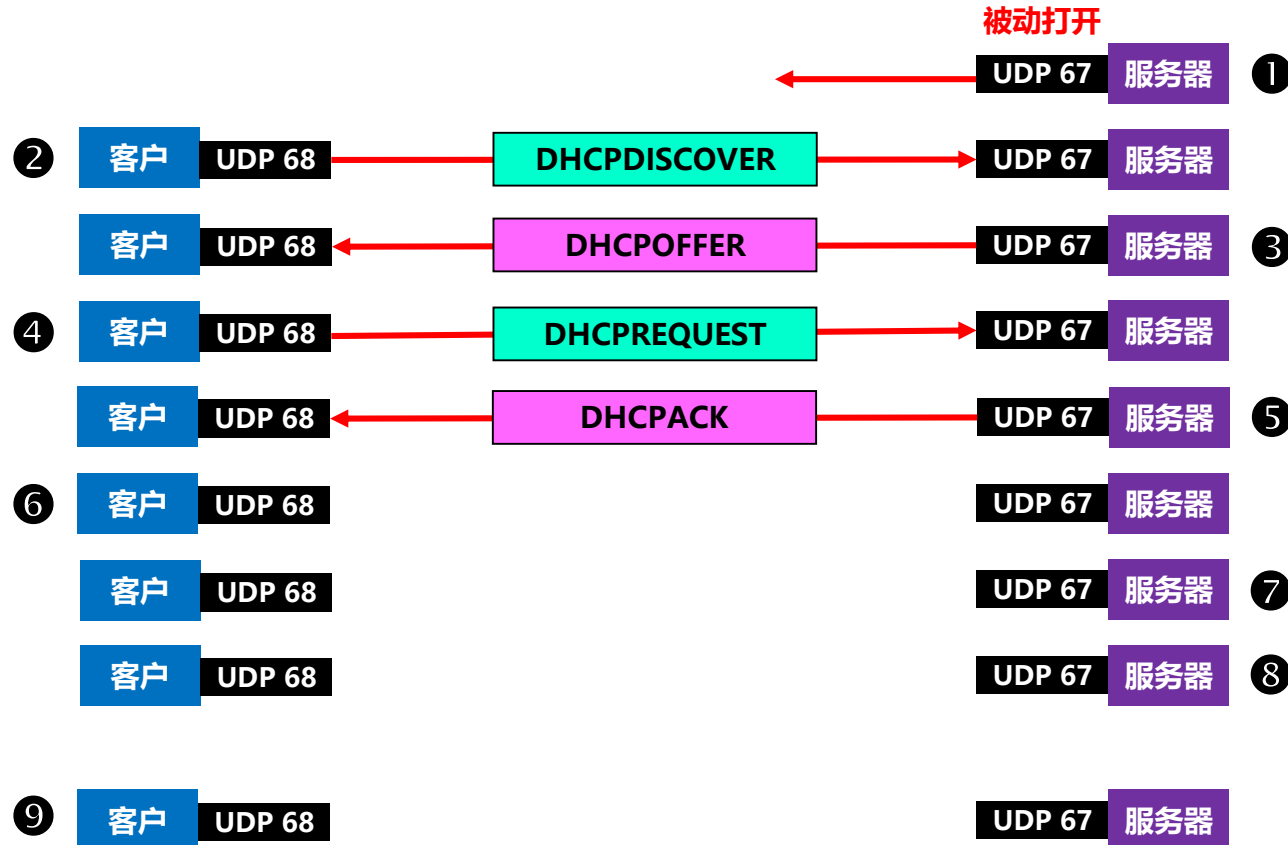 被动打开
UDP 67 服务器 ❶
❷ 客户 UDP 68 DHCPDISCOVER UDP 67 服务器
客户 UDP 68 DHCPOFFER UDP 67 服务器 ❸
❹ 客户 UDP 68 DHCPREQUEST UDP 67 服务器
客户 UDP 68 DHCPACK UDP 67 服务器 ❺
❻ 客户 UDP 68 UDP 67 服务器
客户 UDP 68 UDP 67 服务器 ❼
客户 UDP 68 UDP 67 服务器 ❽
❾ 客户 UDP 68 UDP 67 服务器